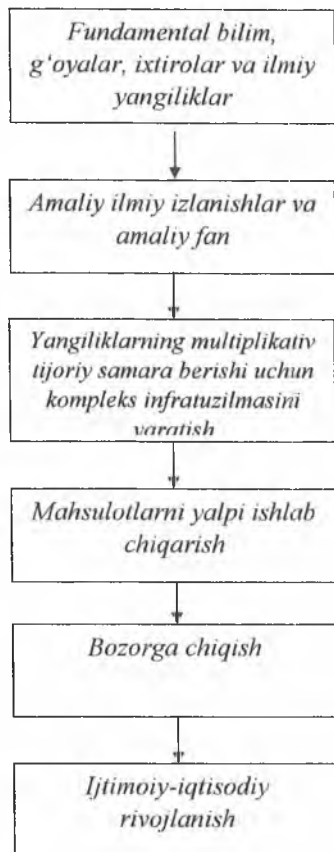 Fundamental bilim,
g‘oyalar, ixtirolar va ilmiy
yangiliklar
Amaliy ilmiy izlanishlar va
amaliy fan
Yangiliklarning multiplikativ
tijoriy samara berishi uchun
kompleks infratuzilmasini
yaratish
Mahsulotlarni yalpi ishlab
chiqarish
Bozorga chiqish
Ijtimoiy-iqtisodiy
rivojlanish